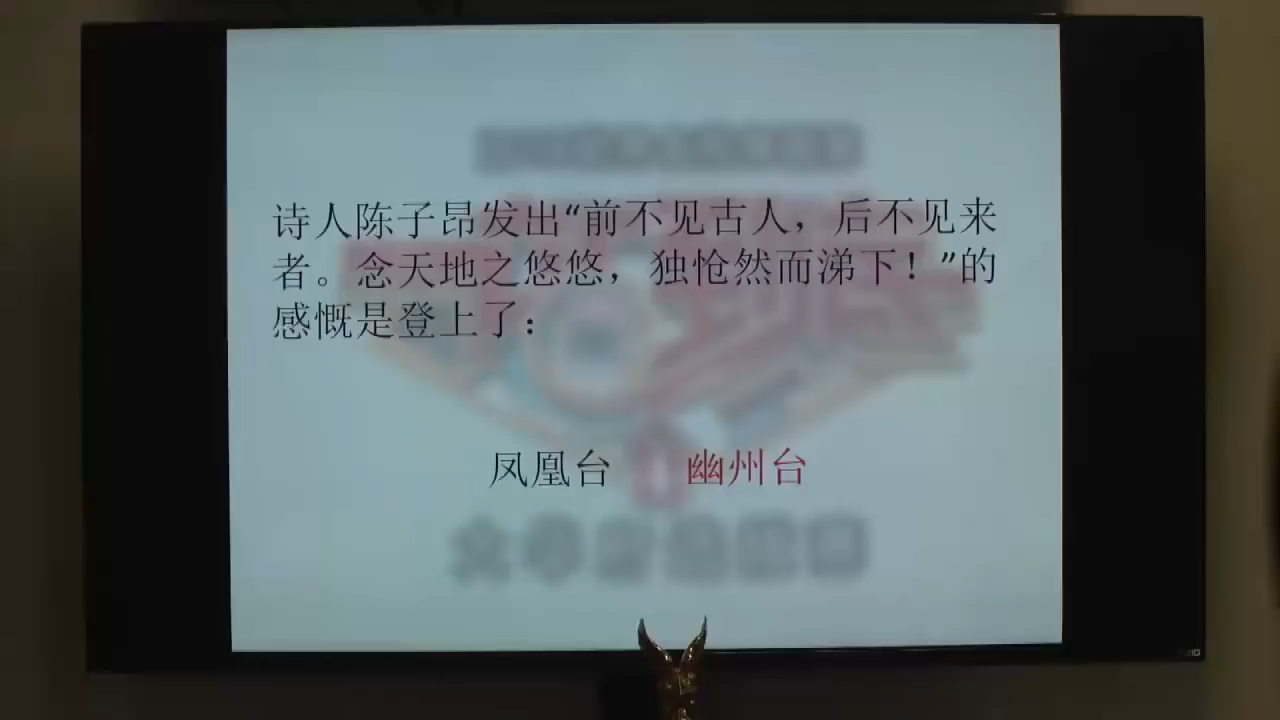 诗人陈子昂发出“前不见古人，后不见来
者。念天地之悠悠，独怆然而涕下！”的
感慨是登上了：
凤凰台 幽州台